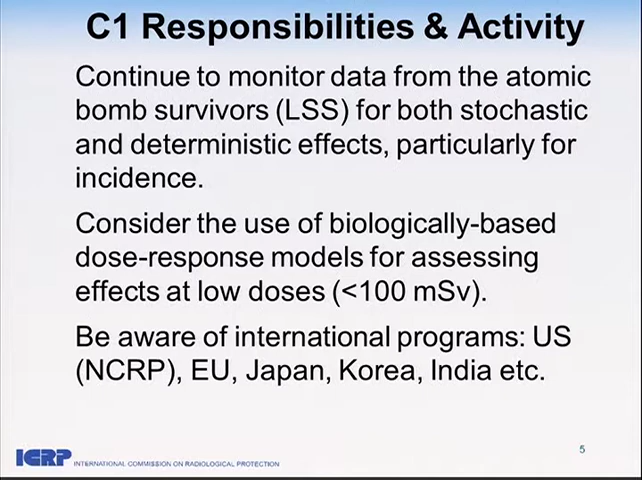 C1 Responsibilities & Activity
Continue to monitor data from the atomic
bomb survivors (LSS) for both stochastic
and deterministic effects, particularly for
incidence.
Consider the use of biologically-based
dose-response models for assessing
effects at low doses (<100 mSv).
Be aware of international programs: US
(NCRP), EU, Japan, Korea, India etc.
5
ICRP INTERNATIONAL COMMISSION ON RADIOLOGICAL PROTECTION